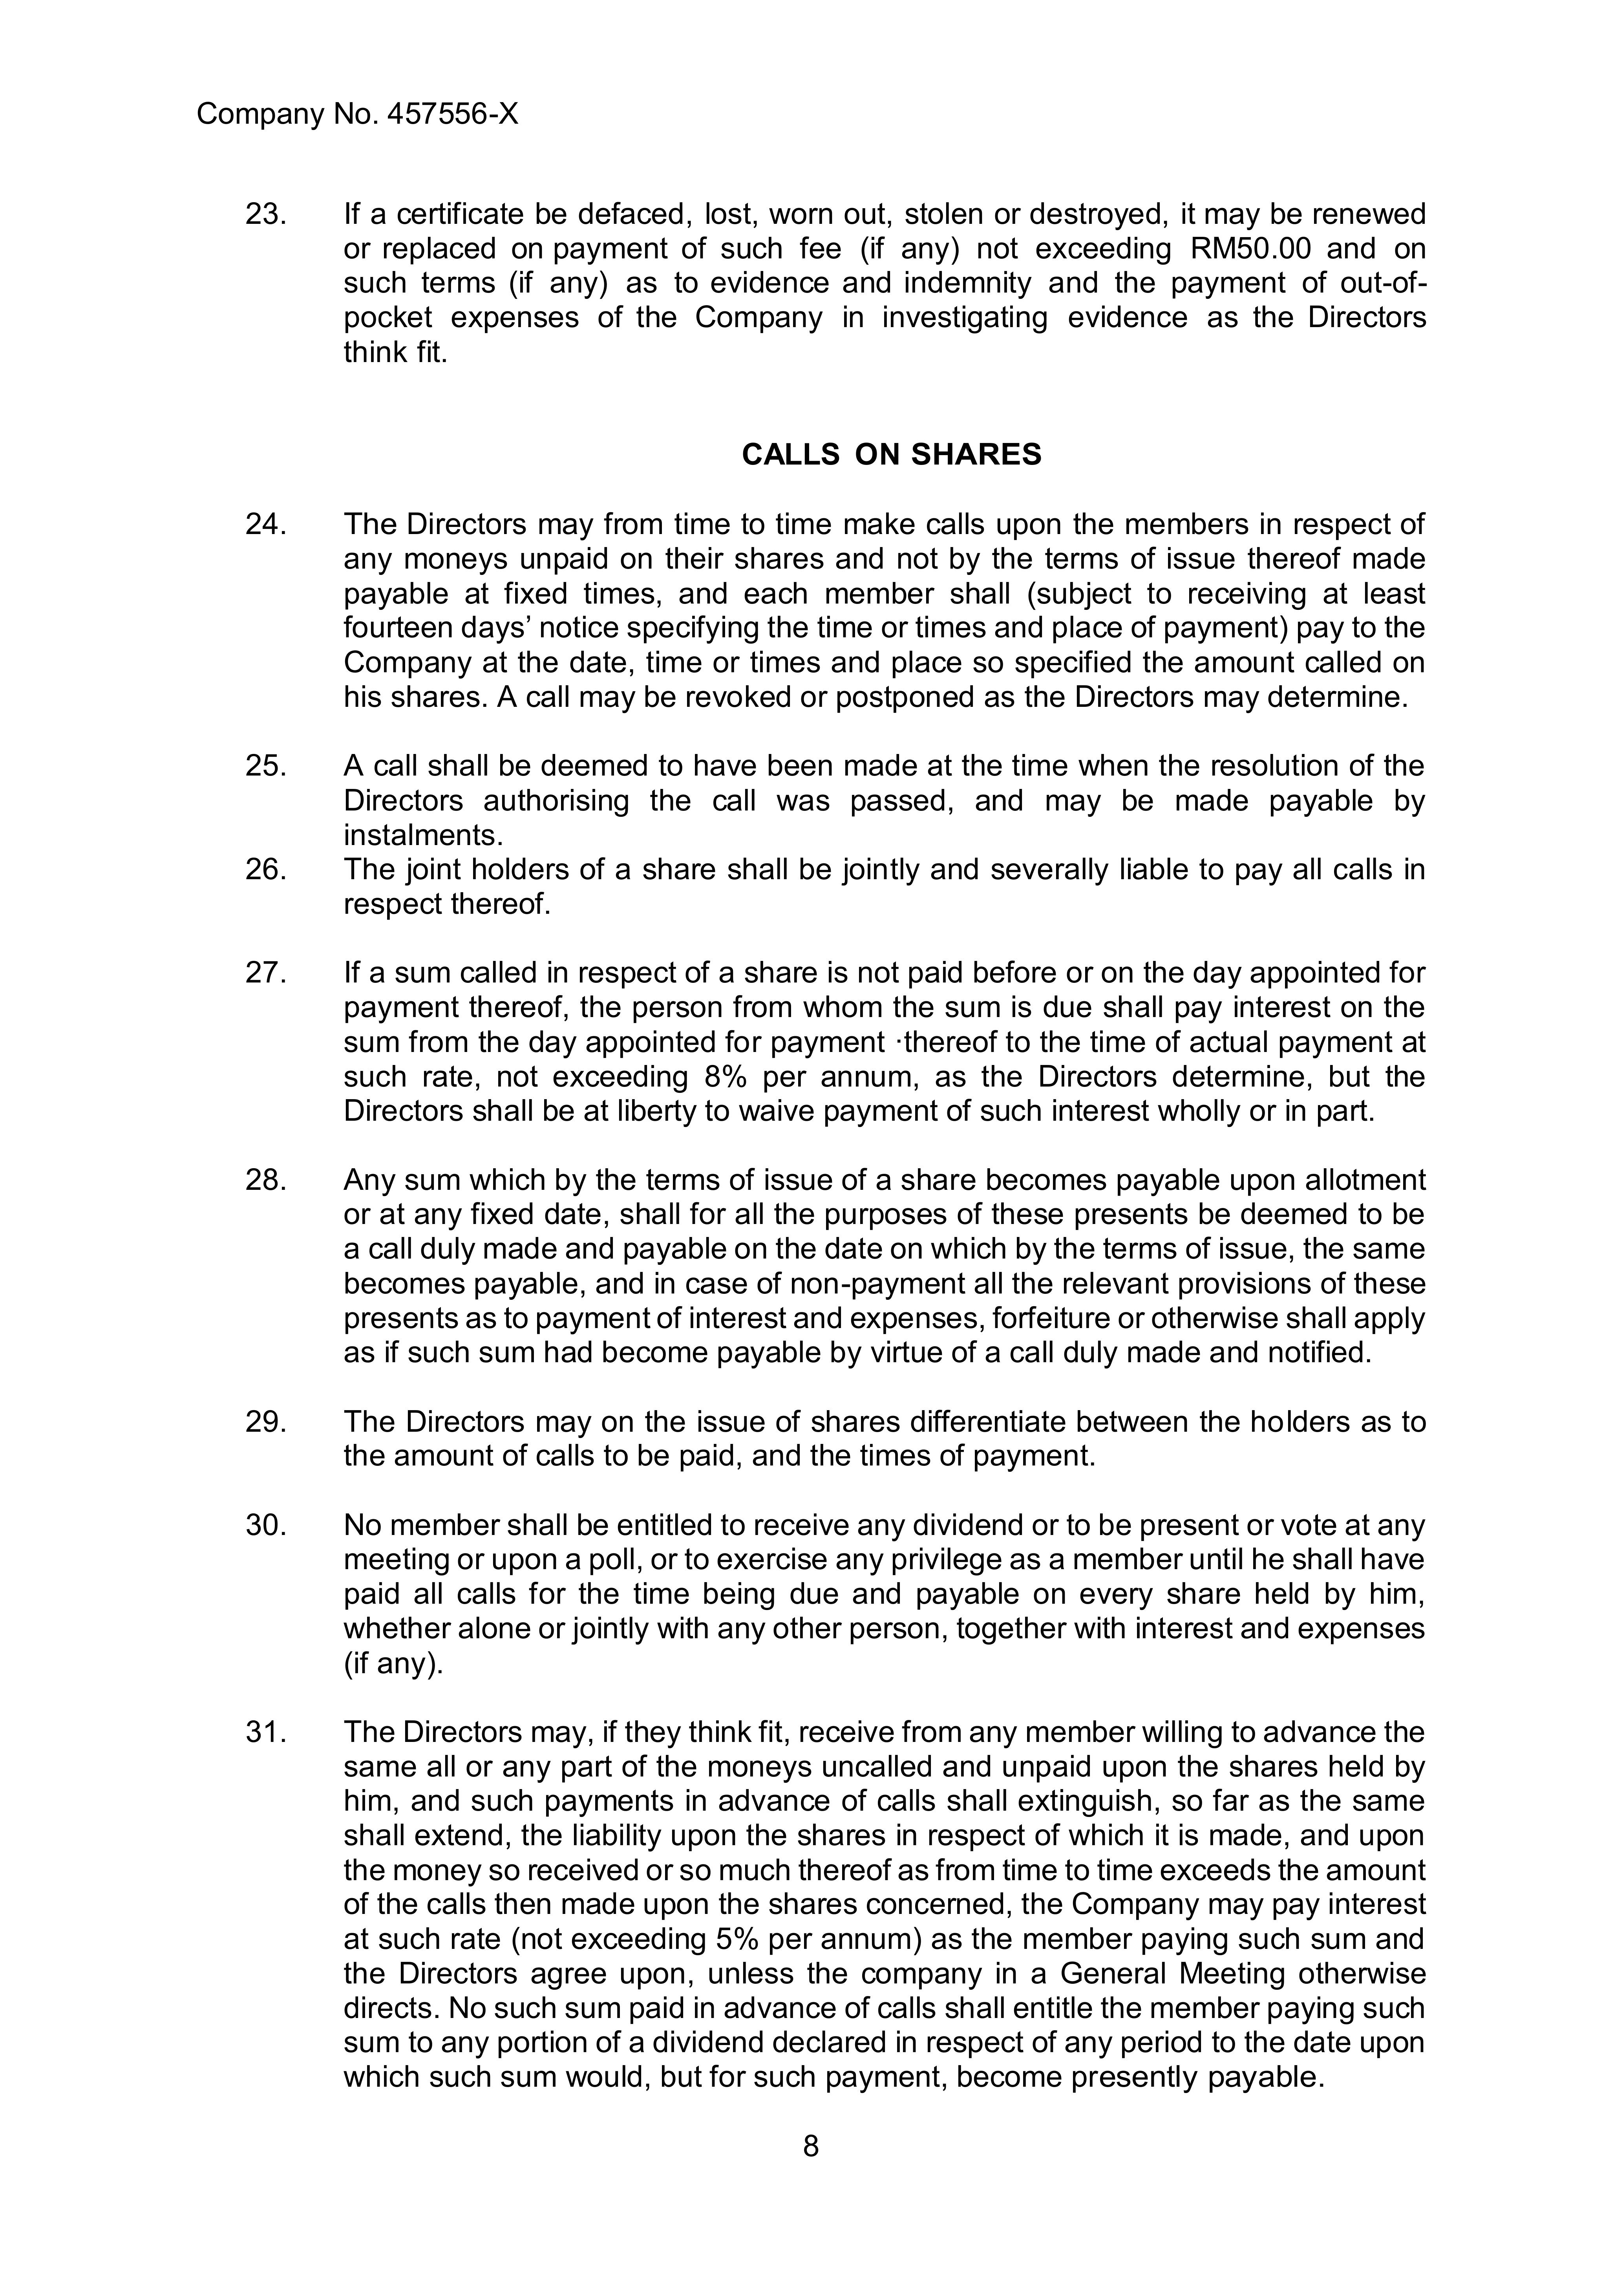 Company No. 457556-X
23. If a certificate be defaced, lost, worn out, stolen or destroyed, it may be renewed
or replaced on payment of such fee (if any) not exceeding RM50.00 and on
such terms (if any) as to evidence and indemnity and the payment of out-of-
pocket expenses of the Company in investigating evidence as the Directors
think fit.
CALLS ON SHARES
24. The Directors may from time to time make calls upon the members in respect of
any moneys unpaid on their shares and not by the terms of issue thereof made
payable at fixed times, and each member shall (subject to receiving at least
fourteen days’ notice specifying the time or times and place of payment) pay to the
Company at the date, time or times and place so specified the amount called on
his shares. A call may be revoked or postponed as the Directors may determine.
25. A call shall be deemed to have been made at the time when the resolution of the
Directors authorising the call was passed, and may be made payable by
instalments.
26. The joint holders of a share shall be jointly and severally liable to pay all calls in
respect thereof.
27. If a sum called in respect of a share is not paid before or on the day appointed for
payment thereof, the person from whom the sum is due shall pay interest on the
sum from the day appointed for payment ·thereof to the time of actual payment at
such rate, not exceeding 8% per annum, as the Directors determine, but the
Directors shall be at liberty to waive payment of such interest wholly or in part.
28. Any sum which by the terms of issue of a share becomes payable upon allotment
or at any fixed date, shall for all the purposes of these presents be deemed to be
a call duly made and payable on the date on which by the terms of issue, the same
becomes payable, and in case of non-payment all the relevant provisions of these
presents as to payment of interest and expenses, forfeiture or otherwise shall apply
as if such sum had become payable by virtue of a call duly made and notified.
29. The Directors may on the issue of shares differentiate between the holders as to
the amount of calls to be paid, and the times of payment.
30. No member shall be entitled to receive any dividend or to be present or vote at any
meeting or upon a poll, or to exercise any privilege as a member until he shall have
paid all calls for the time being due and payable on every share held by him,
whether alone or jointly with any other person, together with interest and expenses
(if any).
31. The Directors may, if they think fit, receive from any member willing to advance the
same all or any part of the moneys uncalled and unpaid upon the shares held by
him, and such payments in advance of calls shall extinguish, so far as the same
shall extend, the liability upon the shares in respect of which it is made, and upon
the money so received or so much thereof as from time to time exceeds the amount
of the calls then made upon the shares concerned, the Company may pay interest
at such rate (not exceeding 5% per annum) as the member paying such sum and
the Directors agree upon, unless the company in a General Meeting otherwise
directs. No such sum paid in advance of calls shall entitle the member paying such
sum to any portion of a dividend declared in respect of any period to the date upon
which such sum would, but for such payment, become presently payable.
8